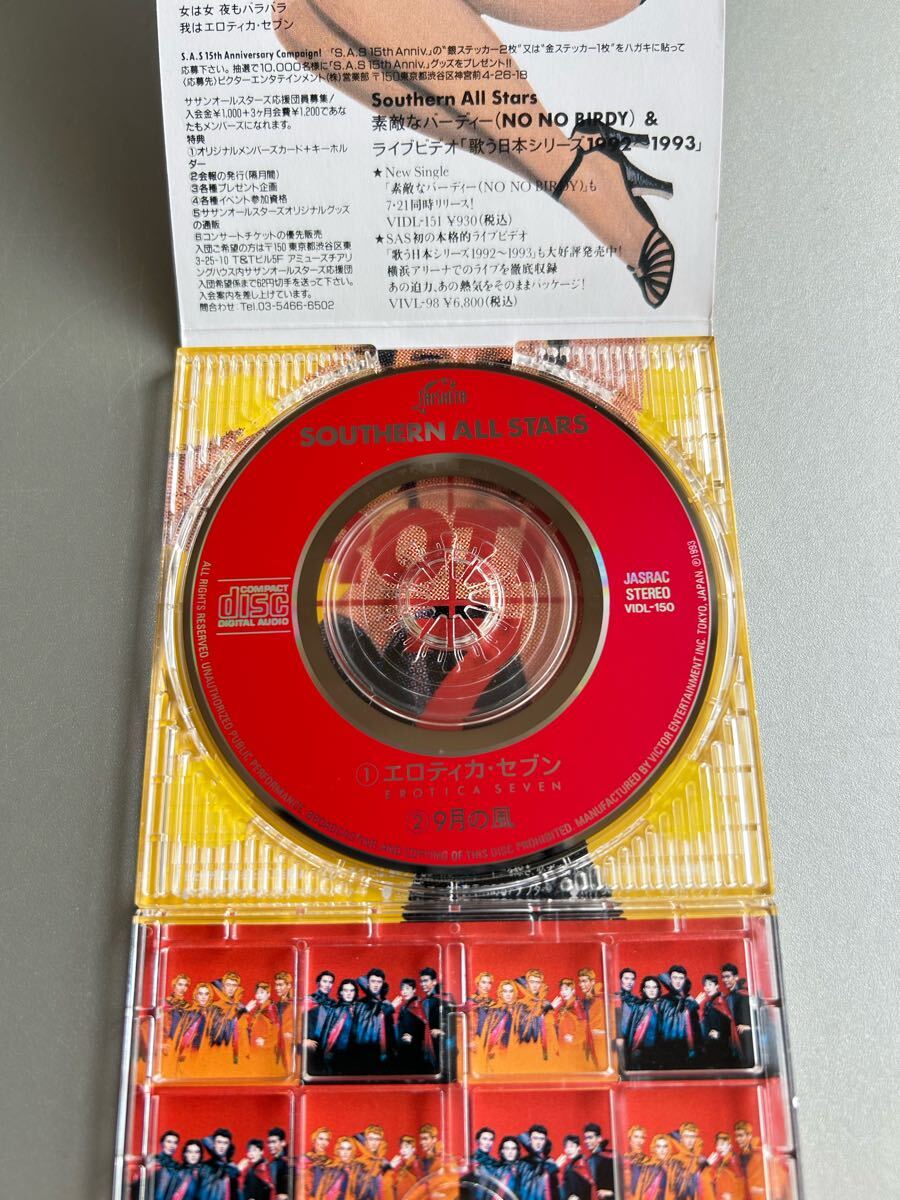 女は女 夜もバラバラ
我はエロティカ・セブン
S.A.S 15th Anniversary Campaign! 「S.A.S 15th Anniv.」の“銀ステッカー2枚”又は“金ステッカー1枚”をハガキに貼って
応募下さい。抽選で10,000名様に「S.A.S 15th Anniv.」グッズをプレゼント!!
(応募先)ビクターエンタテインメント(株)営業部 〒150東京都渋谷区神宮前4-26-18
サザンオールスターズ応援団員募集/
入会金¥1,000+3ヶ月会費¥1,200であな
たもメンバーズになれます。
特典
①オリジナルメンバーズカード+キーホル
ダー
②会報の発行(隔月間)
③各種プレゼント企画
④各種イベント参加資格
⑤サザンオールスターズオリジナルグッズ
の通販
⑥コンサートチケットの優先販売
入団ご希望の方は〒150 東京都渋谷区東
3-25-10 T&Tビル5F アミューズチアリ
ングハウス内サザンオールスターズ応援団
入団希望係まで62円切手を送って下さい。
入会案内を差し上げています。
問合わせ:Tel.03-5466-6502
Southern All Stars
素敵なバーディー(NO NO BIRDY) &
ライブビデオ「歌う日本シリーズ1992〜1993」
★New Single
「素敵なバーディー(NO NO BIRDY)」も
7・21同時リリース!
VIDL-151 ¥930(税込)
★SAS初の本格的ライブビデオ
「歌う日本シリーズ1992〜1993」も大好評発売中!
横浜アリーナでのライブを徹底収録
あの迫力、あの熱気をそのままパッケージ!
VIVL-98 ¥6,800(税込)
SOUTHERN ALL STARS
COMPACT
disc
DIGITAL AUDIO
JASRAC
STEREO
VIDL-150
①エロティカ・セブン
EROTICA SEVEN
②9月の風
ALL RIGHTS RESERVED. UNAUTHORIZED PUBLIC PERFORMANCE, BROADCASTING AND COPYING OF THIS DISC PROHIBITED. MANUFACTURED BY VICTOR ENTERTAINMENT INC. TOKYO, JAPAN. ℗1993